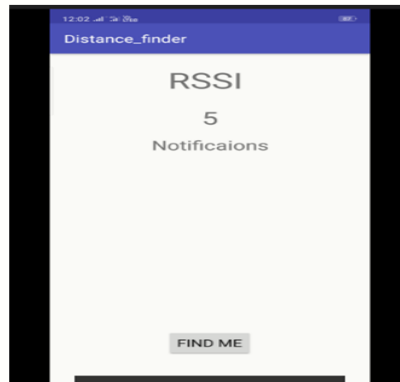 12:02
Distance_finder
RSSI
5
Notificaions
FIND ME